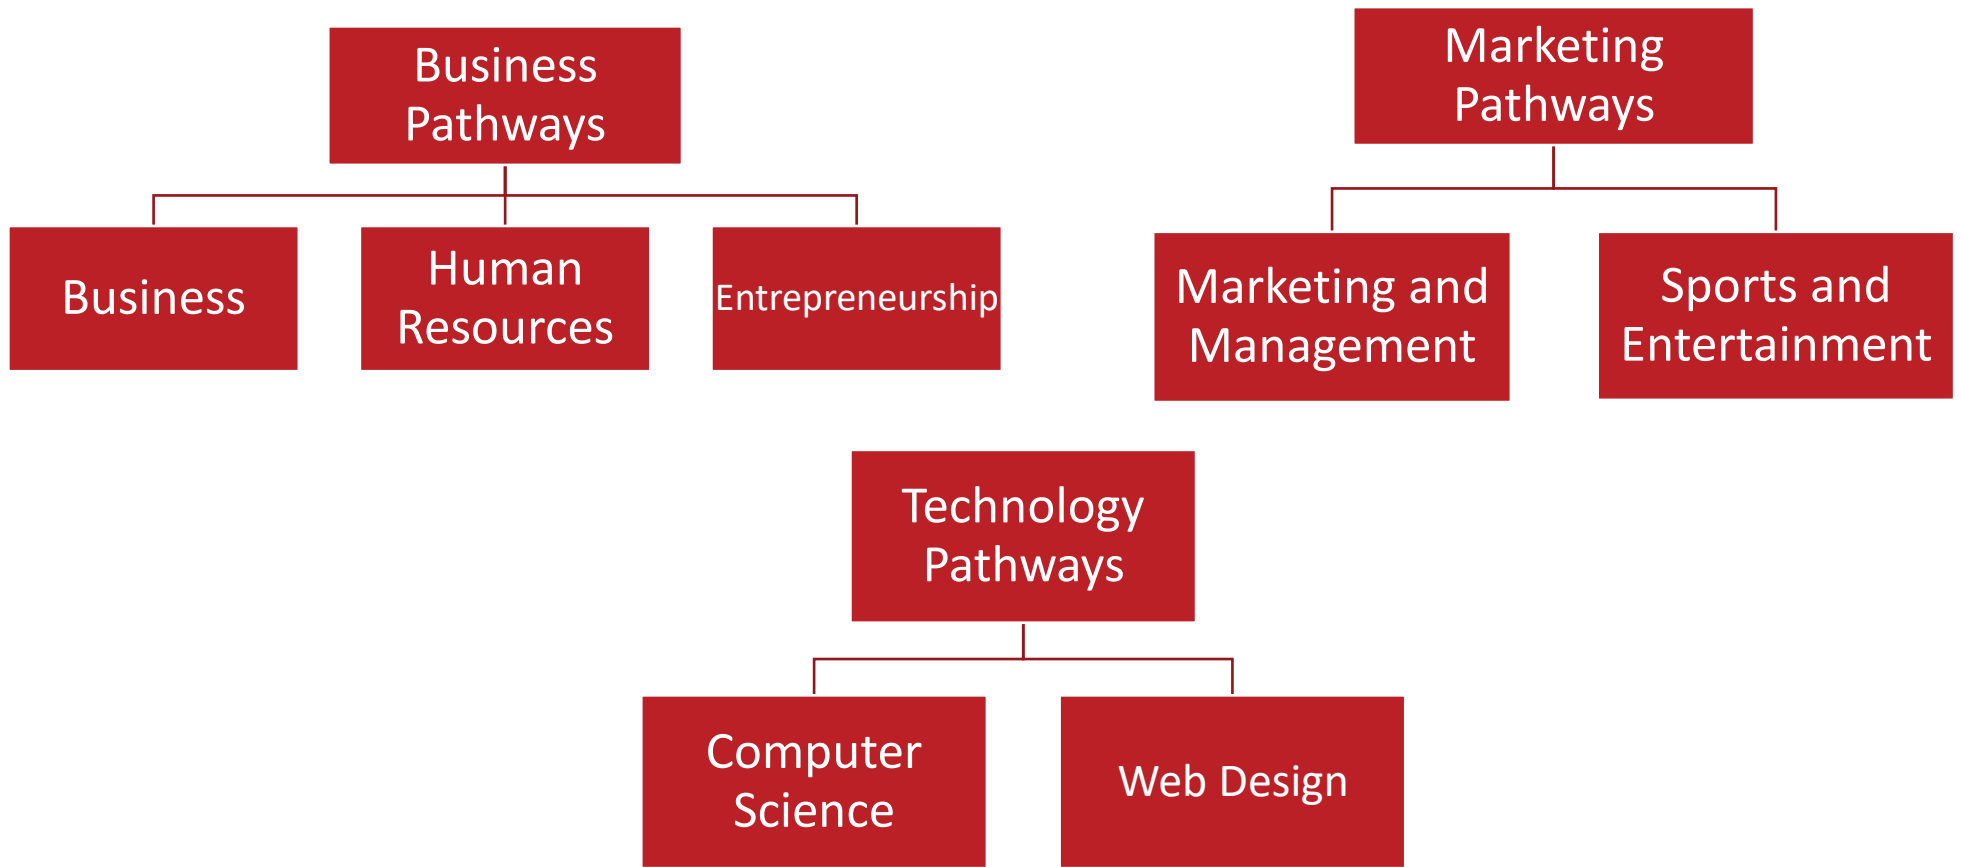 Business
Pathways
Business
Human
Resources
Entrepreneurship
Marketing
Pathways
Marketing and
Management
Sports and
Entertainment
Technology
Pathways
Computer
Science
Web Design